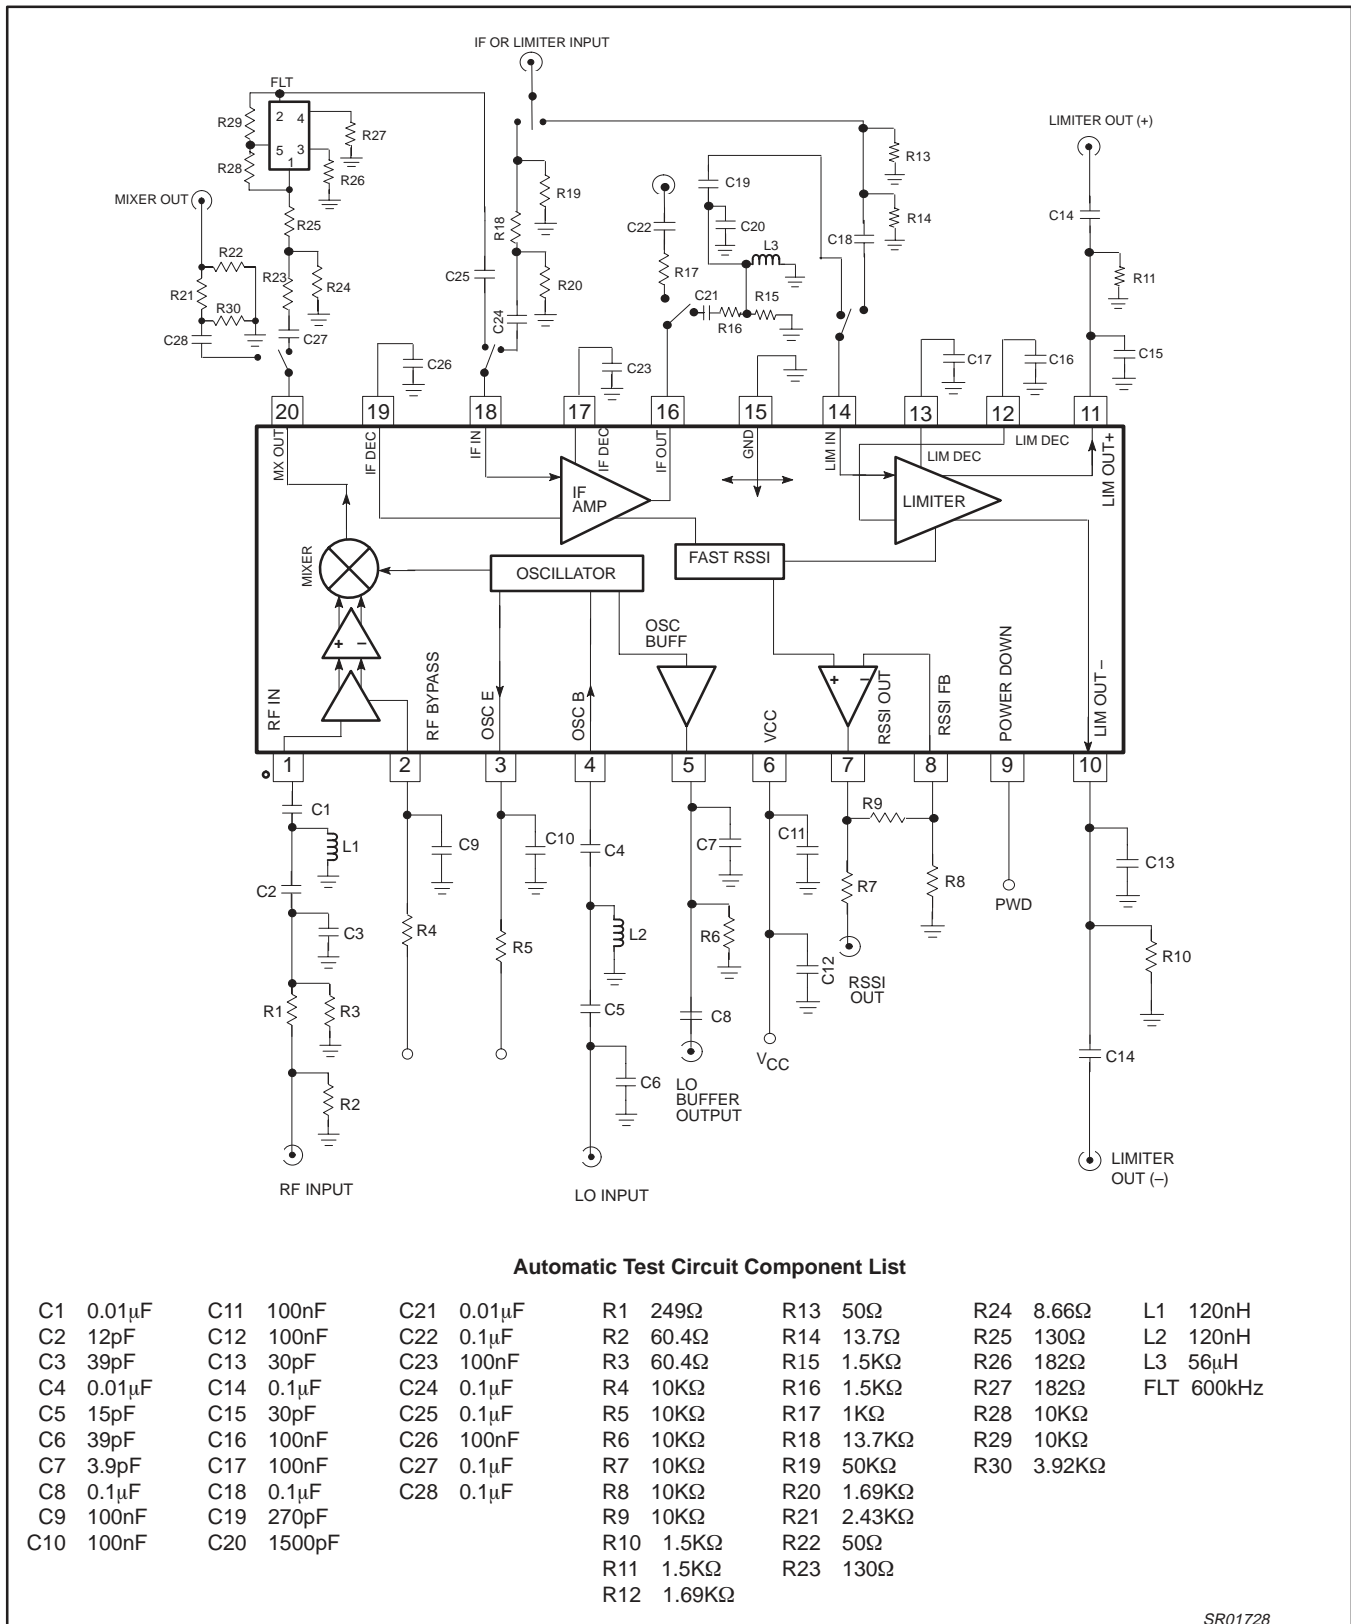 IF OR LIMITER INPUT
FLT
R29
2 4
R27
5 3
R28
1
R26
MIXER OUT
R25
R22
R23
R24
R21
R30
C28
C27
C25
R18
R19
R20
C24
C22
R17
C19
C20
L3
C21
R15
R16
R13
R14
C18
LIMITER OUT (+)
C14
R11
C15
C26
C23
C17
C16
20 19 18 17 16 15 14 13 12 11
MX OUT
IF DEC
IF IN
IF DEC
IF OUT
GND
LIM IN
LIM DEC
LIM DEC
LIM OUT+
IF
AMP
LIMITER
MIXER
OSCILLATOR
FAST RSSI
+ –
OSC
BUFF
+ –
RF IN
RF BYPASS
OSC E
OSC B
VCC
RSSI OUT
RSSI FB
POWER DOWN
LIM OUT–
1 2 3 4 5 6 7 8 9 10
C1
L1
C2
C3
R1
R3
R2
RF INPUT
C9
R4
C10
R5
C4
L2
C5
C6
LO INPUT
C7
R6
C8
LO
BUFFER
OUTPUT
C11
C12
VCC
R9
R7
R8
RSSI
OUT
PWD
C13
R10
C14
LIMITER
OUT (–)
Automatic Test Circuit Component List
C1 0.01µF C11 100nF C21 0.01µF R1 249Ω R13 50Ω R24 8.66Ω L1 120nH
C2 12pF C12 100nF C22 0.1µF R2 60.4Ω R14 13.7Ω R25 130Ω L2 120nH
C3 39pF C13 30pF C23 100nF R3 60.4Ω R15 1.5KΩ R26 182Ω L3 56µH
C4 0.01µF C14 0.1µF C24 0.1µF R4 10KΩ R16 1.5KΩ R27 182Ω FLT 600kHz
C5 15pF C15 30pF C25 0.1µF R5 10KΩ R17 1KΩ R28 10KΩ
C6 39pF C16 100nF C26 100nF R6 10KΩ R18 13.7KΩ R29 10KΩ
C7 3.9pF C17 100nF C27 0.1µF R7 10KΩ R19 50KΩ R30 3.92KΩ
C8 0.1µF C18 0.1µF C28 0.1µF R8 10KΩ R20 1.69KΩ
C9 100nF C19 270pF R9 10KΩ R21 2.43KΩ
C10 100nF C20 1500pF R10 1.5KΩ R22 50Ω
R11 1.5KΩ R23 130Ω
R12 1.69KΩ
SR01728